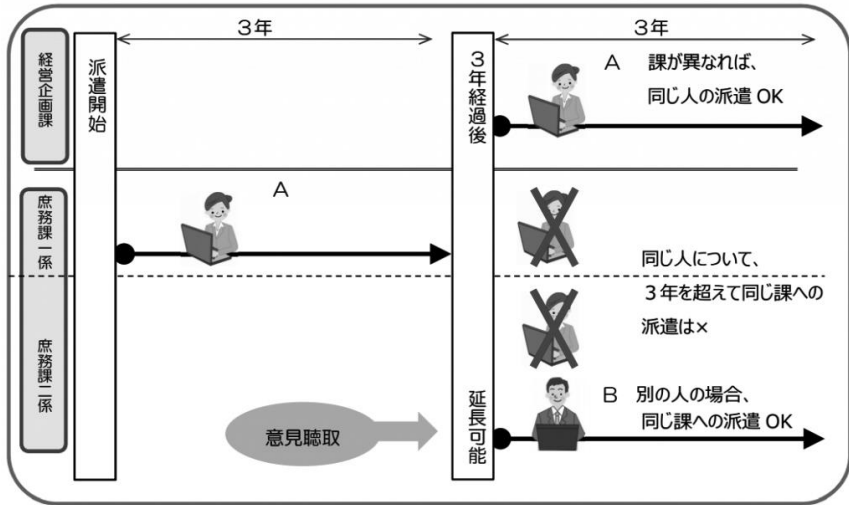 3年
3年
経営企画課
派遣開始
3年経過後
A 課が異なれば、
同じ人の派遣 OK
A
庶務課一係
同じ人について、
3年を超えて同じ課への
派遣は×
庶務課二係
意見聴取
延長可能
B 別の人の場合、
同じ課への派遣 OK